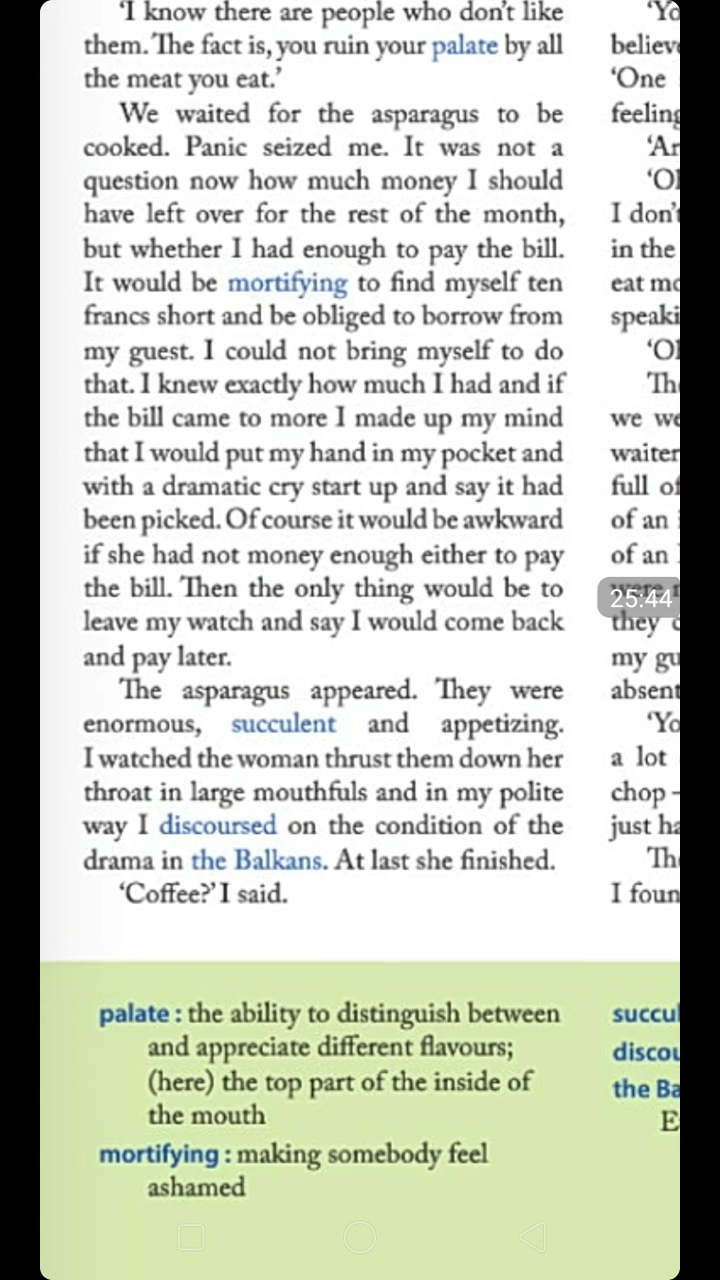 ‘I know there are people who don’t like
them. The fact is, you ruin your palate by all
the meat you eat.’
We waited for the asparagus to be
cooked. Panic seized me. It was not a
question now how much money I should
have left over for the rest of the month,
but whether I had enough to pay the bill.
It would be mortifying to find myself ten
francs short and be obliged to borrow from
my guest. I could not bring myself to do
that. I knew exactly how much I had and if
the bill came to more I made up my mind
that I would put my hand in my pocket and
with a dramatic cry start up and say it had
been picked. Of course it would be awkward
if she had not money enough either to pay
the bill. Then the only thing would be to
leave my watch and say I would come back
and pay later.
The asparagus appeared. They were
enormous, succulent and appetizing.
I watched the woman thrust them down her
throat in large mouthfuls and in my polite
way I discoursed on the condition of the
drama in the Balkans. At last she finished.
‘Coffee?’ I said.
palate : the ability to distinguish between
and appreciate different flavours;
(here) the top part of the inside of
the mouth
mortifying : making somebody feel
ashamed
‘Yo
believ
‘One
feeling
‘Ar
I don’t
in the
eat mo
speaki
we we
waiter
full of
of an
of an
25:44
they
my gu
absent
‘Yo
a lot
chop –
just ha
I foun
succul
discou
the Ba
E